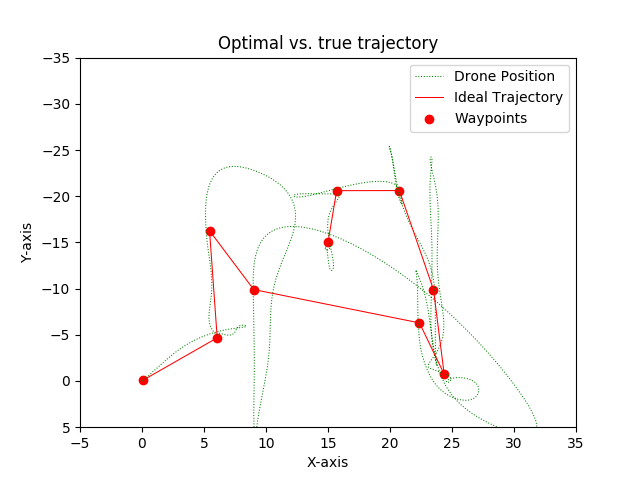 Optimal vs. true trajectory
Drone Position
Ideal Trajectory
Waypoints
Y-axis
−35
−30
−25
−20
−15
−10
−5
0
5
−5 0 5 10 15 20 25 30 35
X-axis